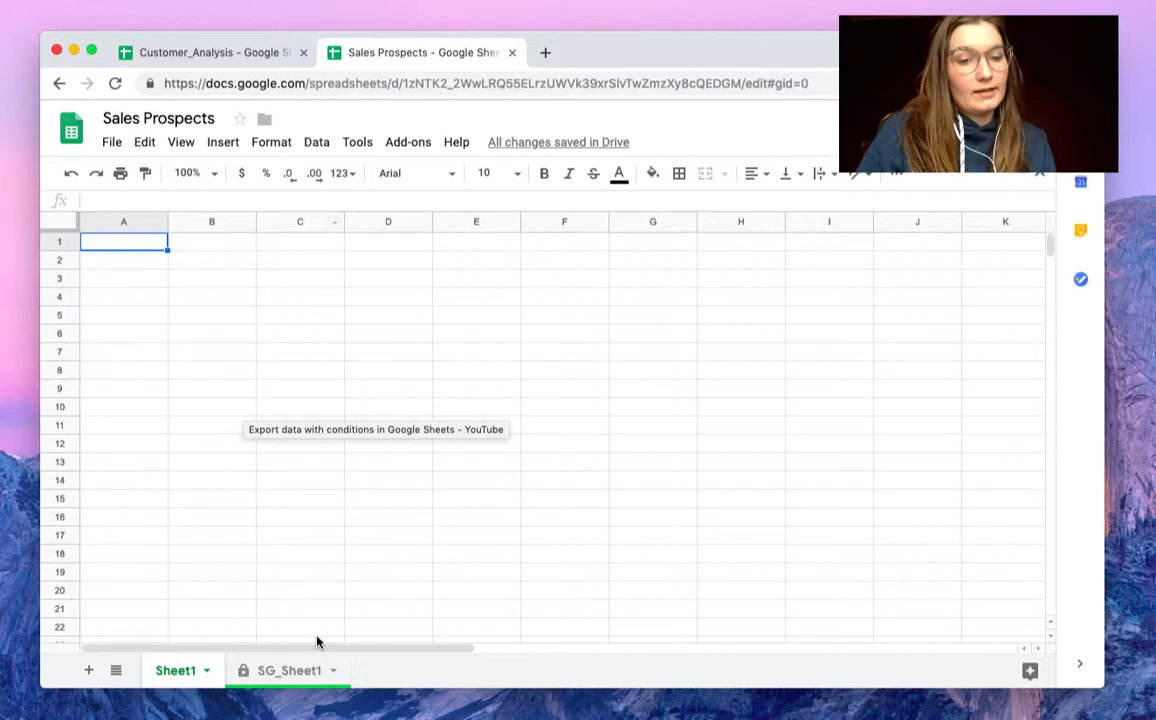 Customer_Analysis - Google S
Sales Prospects - Google Shee
https://docs.google.com/spreadsheets/d/1zNTK2_2WwLRQ55ELrzUWVk39xrSlvTwZmzXy8cQEDGM/edit#gid=0
Sales Prospects
File Edit View Insert Format Data Tools Add-ons Help All changes saved in Drive
100% $ % .0 .00 123 Arial 10 B I S A
fx
A B C D E F G H I J K
1
2
3
4
5
6
7
8
9
10
11
Export data with conditions in Google Sheets - YouTube
12
13
14
15
16
17
18
19
20
21
22
+ Sheet1 SG_Sheet1
31